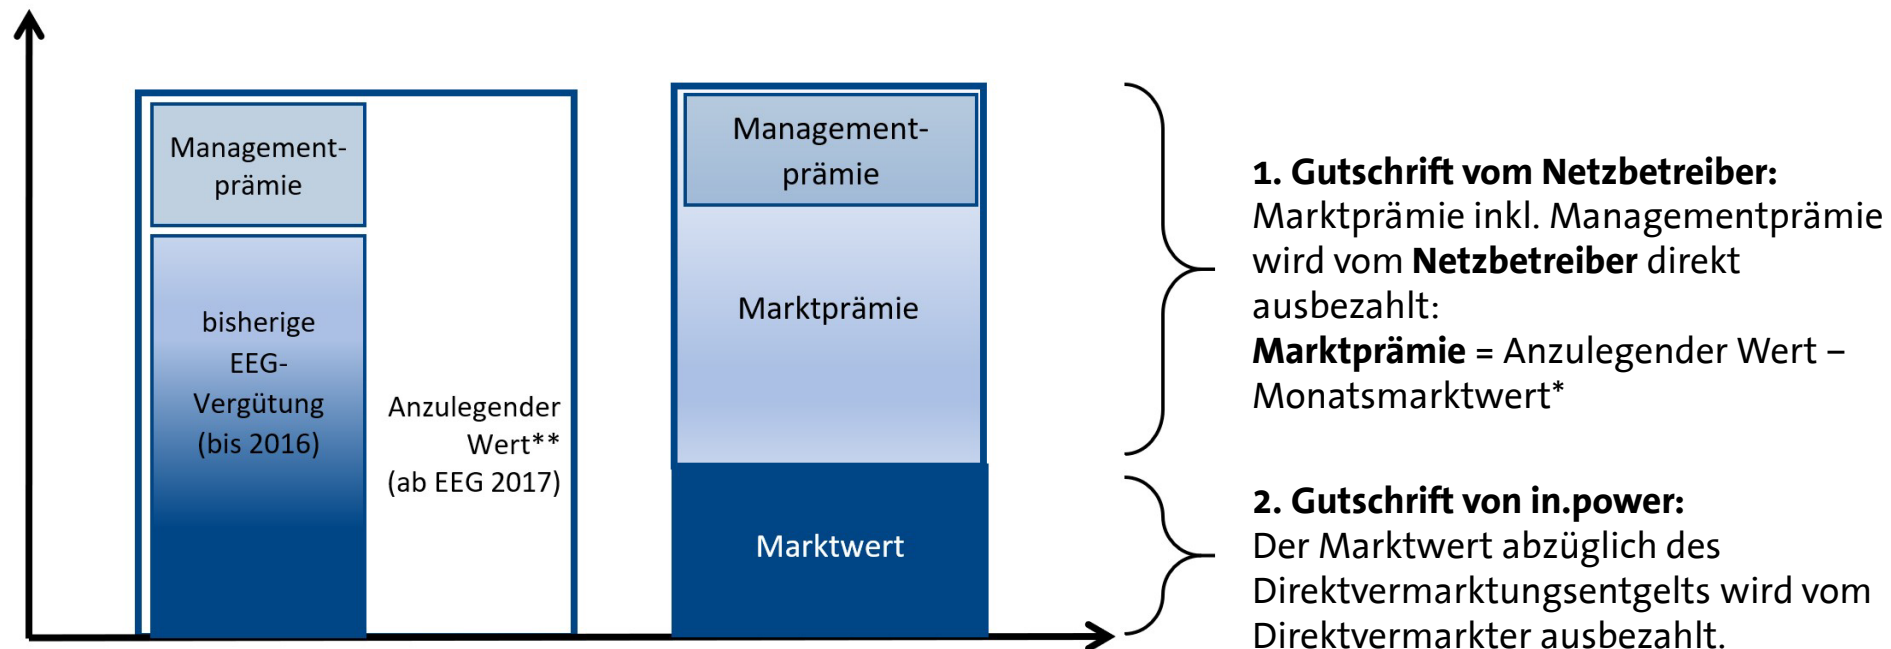 Management-
prämie
bisherige
EEG-
Vergütung
(bis 2016)
Anzulegender
Wert**
(ab EEG 2017)
Management-
prämie
Marktprämie
Marktwert
1. Gutschrift vom Netzbetreiber:
Marktprämie inkl. Managementprämie
wird vom Netzbetreiber direkt
ausbezahlt:
Marktprämie = Anzulegender Wert –
Monatsmarktwert*
2. Gutschrift von in.power:
Der Marktwert abzüglich des
Direktvermarktungsentgelts wird vom
Direktvermarkter ausbezahlt.